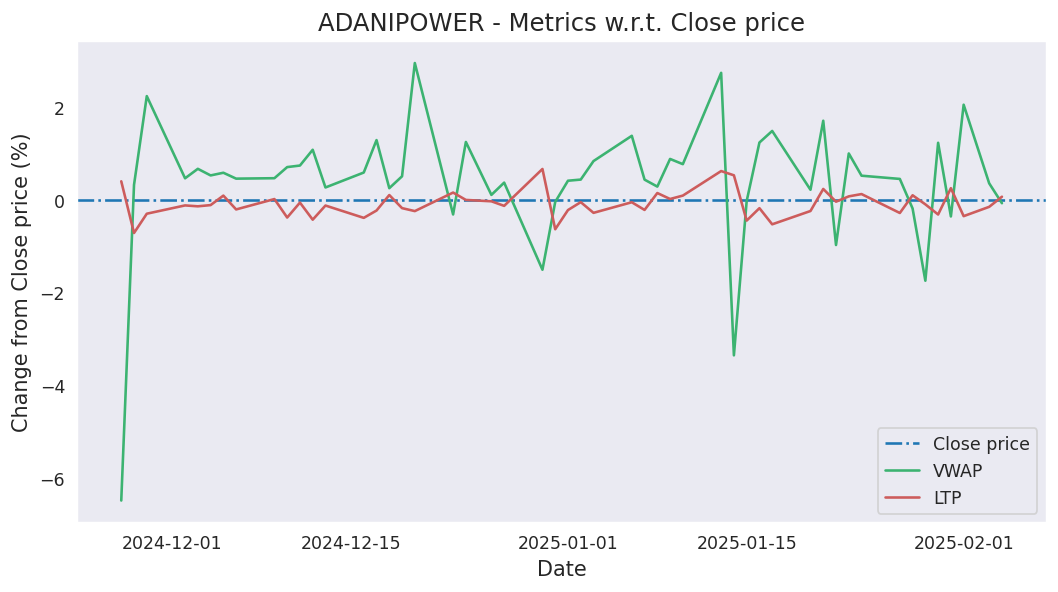 ADANIPOWER - Metrics w.r.t. Close price
Change from Close price (%)
2
0
−2
−4
−6
Close price
VWAP
LTP
2024-12-01
2024-12-15
2025-01-01
2025-01-15
2025-02-01
Date